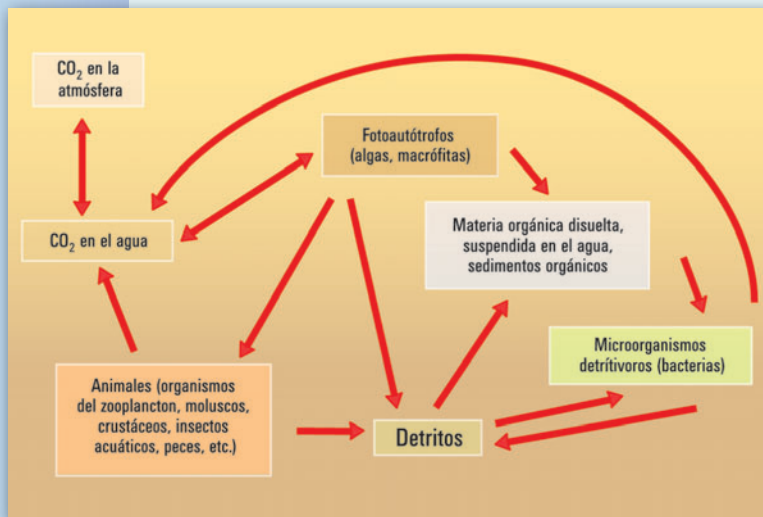 CO₂ en la
atmósfera
Fotoautótrofos
(algas, macrófitas)
CO₂ en el agua
Materia orgánica disuelta,
suspendida en el agua,
sedimentos orgánicos
Microorganismos
detrítivoros (bacterias)
Animales (organismos
del zooplancton, moluscos,
crustáceos, insectos
acuáticos, peces, etc.)
Detritos